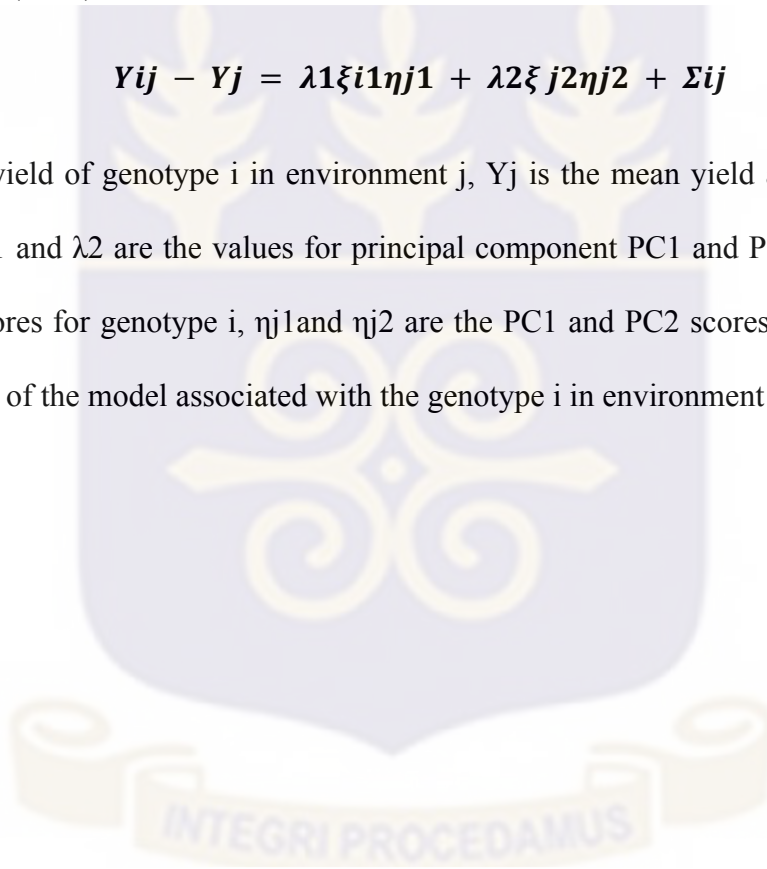 Yij − Yj = λ1ξi1ηj1 + λ2ξ j2ηj2 + Σij
yield of genotype i in environment j, Yj is the mean yield
and λ2 are the values for principal component PC1 and
for genotype i, ηj1and ηj2 are the PC1 and PC2 scores
of the model associated with the genotype i in environment
INTEGRI PROCEDAMUS